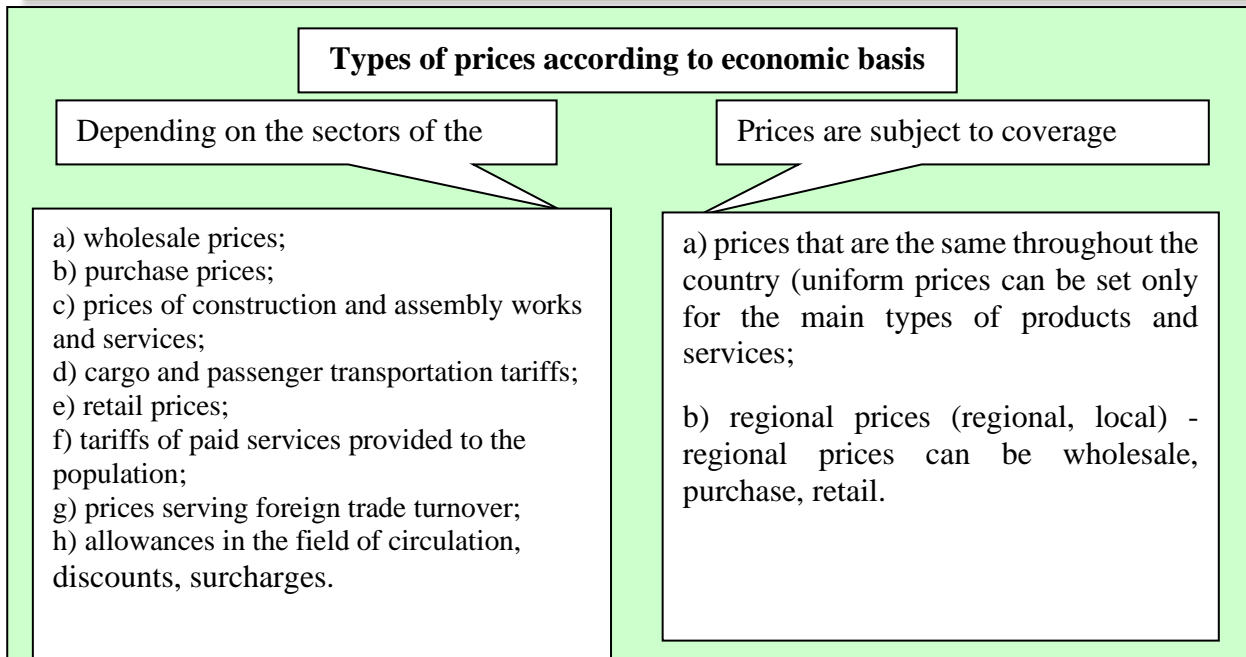 Types of prices according to economic basis
Depending on the sectors of the
Prices are subject to coverage
a) wholesale prices;
b) purchase prices;
c) prices of construction and assembly works
and services;
d) cargo and passenger transportation tariffs;
e) retail prices;
f) tariffs of paid services provided to the
population;
g) prices serving foreign trade turnover;
h) allowances in the field of circulation,
discounts, surcharges.
a) prices that are the same throughout the
country (uniform prices can be set only
for the main types of products and
services;
b) regional prices (regional, local) -
regional prices can be wholesale,
purchase, retail.